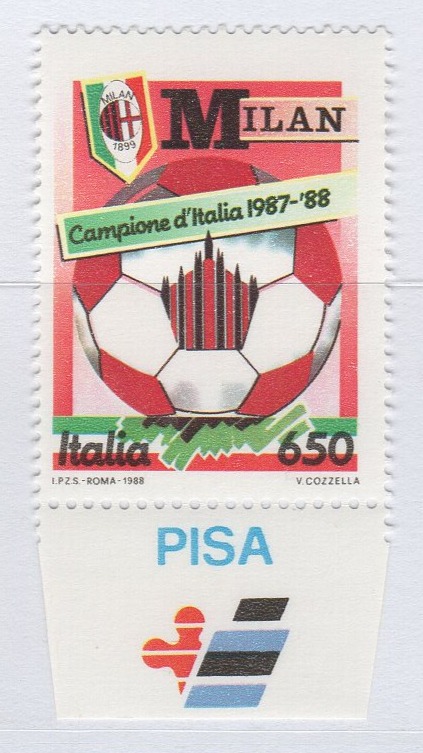 MILAN
1899
MILAN
Campione d'Italia 1987-'88
Italia 650
I.P.Z.S.-ROMA-1988 V.COZZELLA
PISA